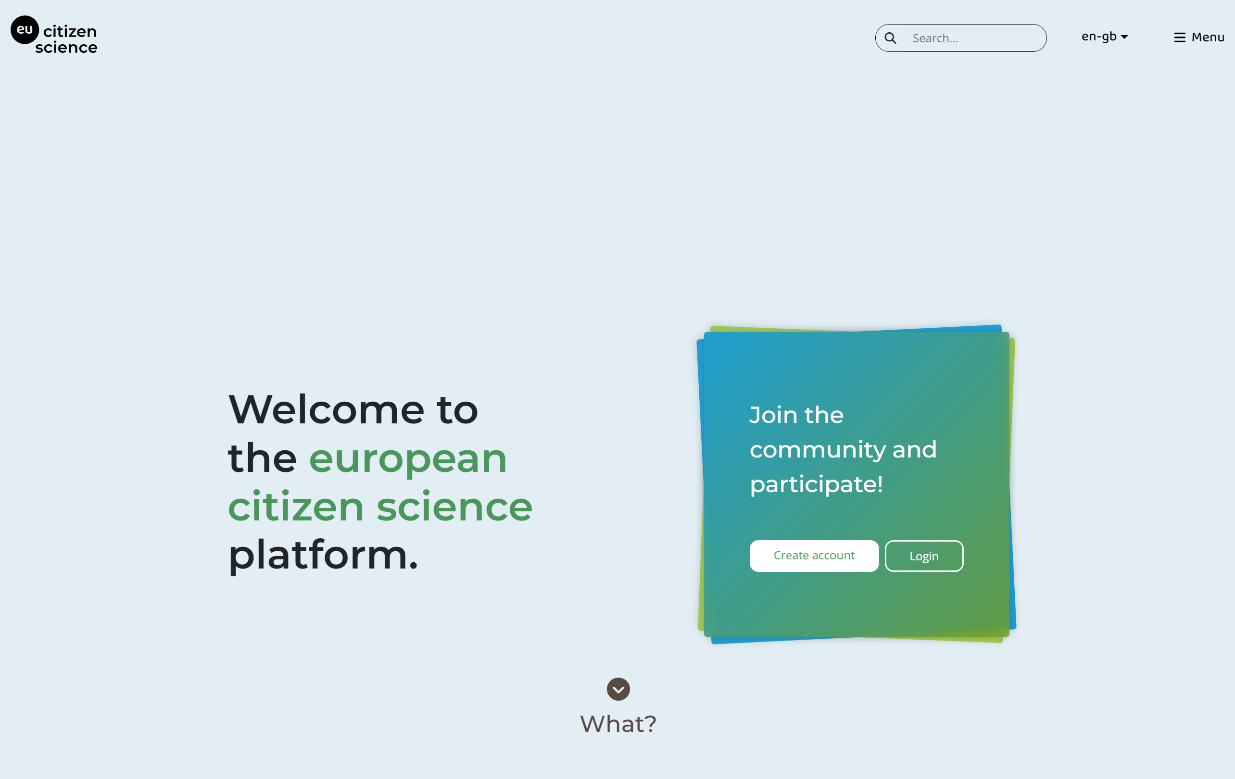 eu citizen
science
Search...
en-gb
Menu
Welcome to
the european
citizen science
platform.
Join the
community and
participate!
Create account
Login
What?